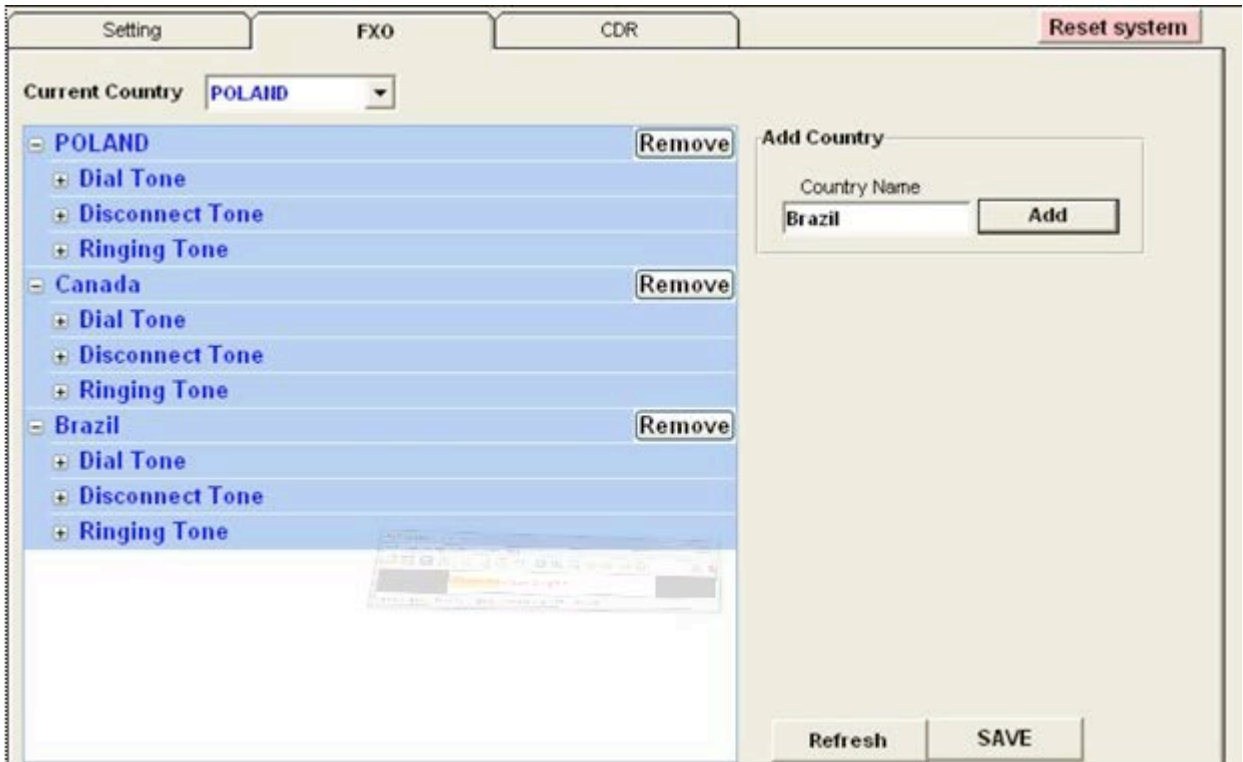 Setting FXO CDR Reset system
Current Country POLAND
POLAND Remove
Dial Tone
Disconnect Tone
Ringing Tone
Canada Remove
Dial Tone
Disconnect Tone
Ringing Tone
Brazil Remove
Dial Tone
Disconnect Tone
Ringing Tone
Add Country
Country Name
Brazil Add
Refresh SAVE